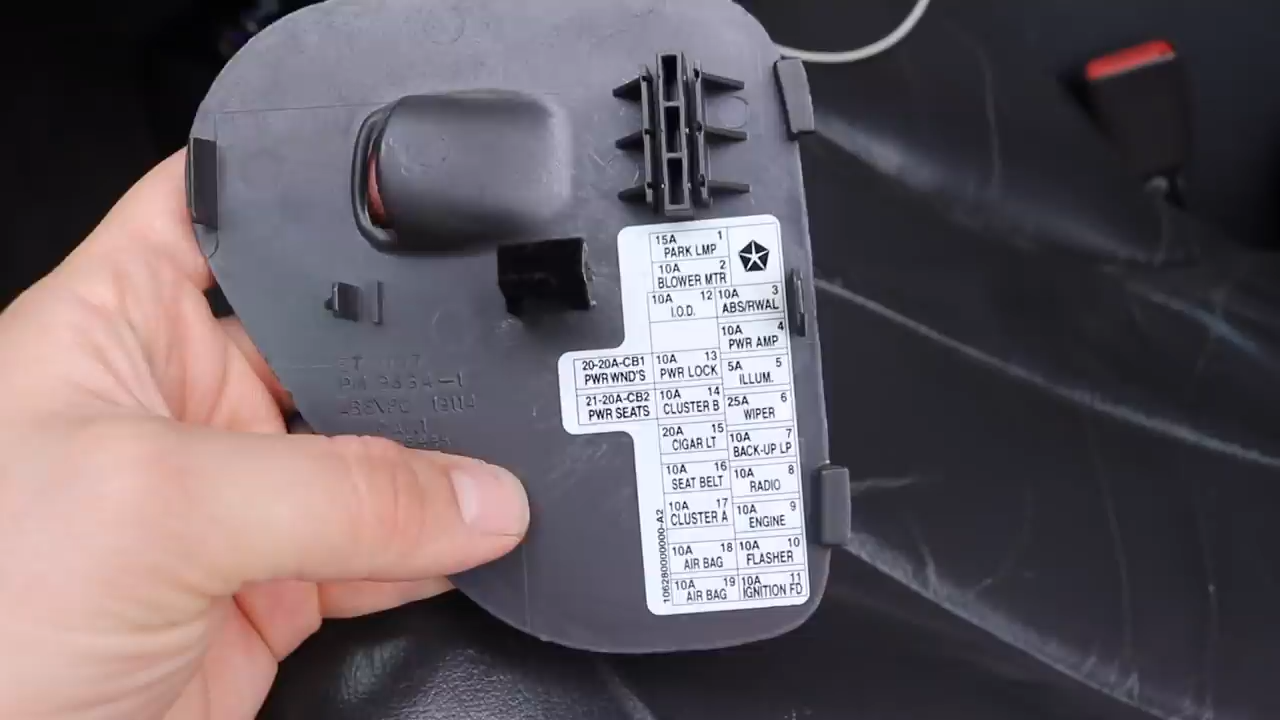 15A 1
PARK LMP
10A 2
BLOWER MTR
10A 12
I.O.D.
10A 3
ABS/RWAL
10A 4
PWR AMP
20-20A-CB1
PWR WND'S
10A 13
PWR LOCK
5A 5
ILLUM.
21-20A-CB2
PWR SEATS
10A 14
CLUSTER B
25A 6
WIPER
20A 15
CIGAR LT
10A 7
BACK-UP LP
10A 16
SEAT BELT
10A 8
RADIO
10A 17
CLUSTER A
10A 9
ENGINE
10A 18
AIR BAG
10A 10
FLASHER
10A 19
AIR BAG
10A 11
IGNITION FD
10628000000-A2